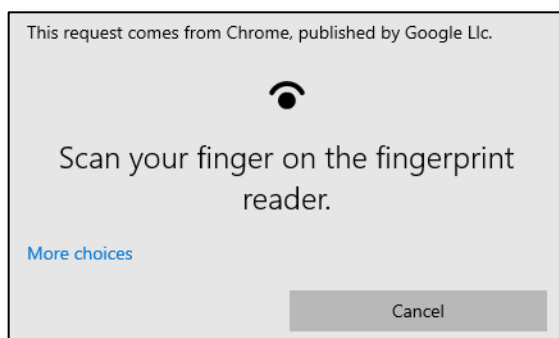 This request comes from Chrome, published by Google Llc.
Scan your finger on the fingerprint
reader.
More choices
Cancel